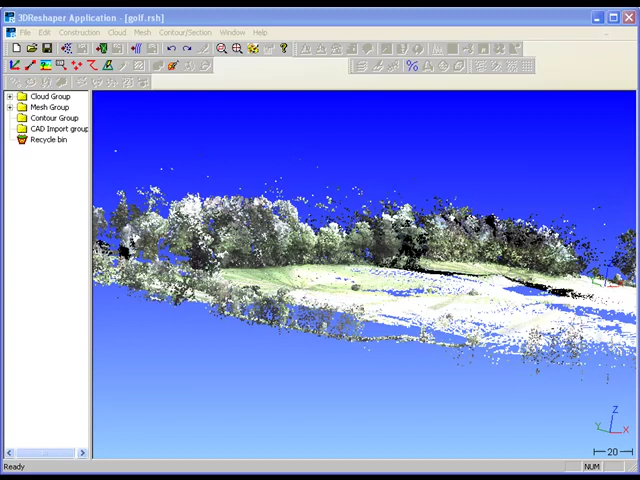 3DReshaper Application - [golf.rsh]
File Edit Construction Cloud Mesh Contour/Section Window Help
Cloud Group
Mesh Group
Contour Group
CAD Import group
Recycle bin
Z
Y X
20
Ready NUM